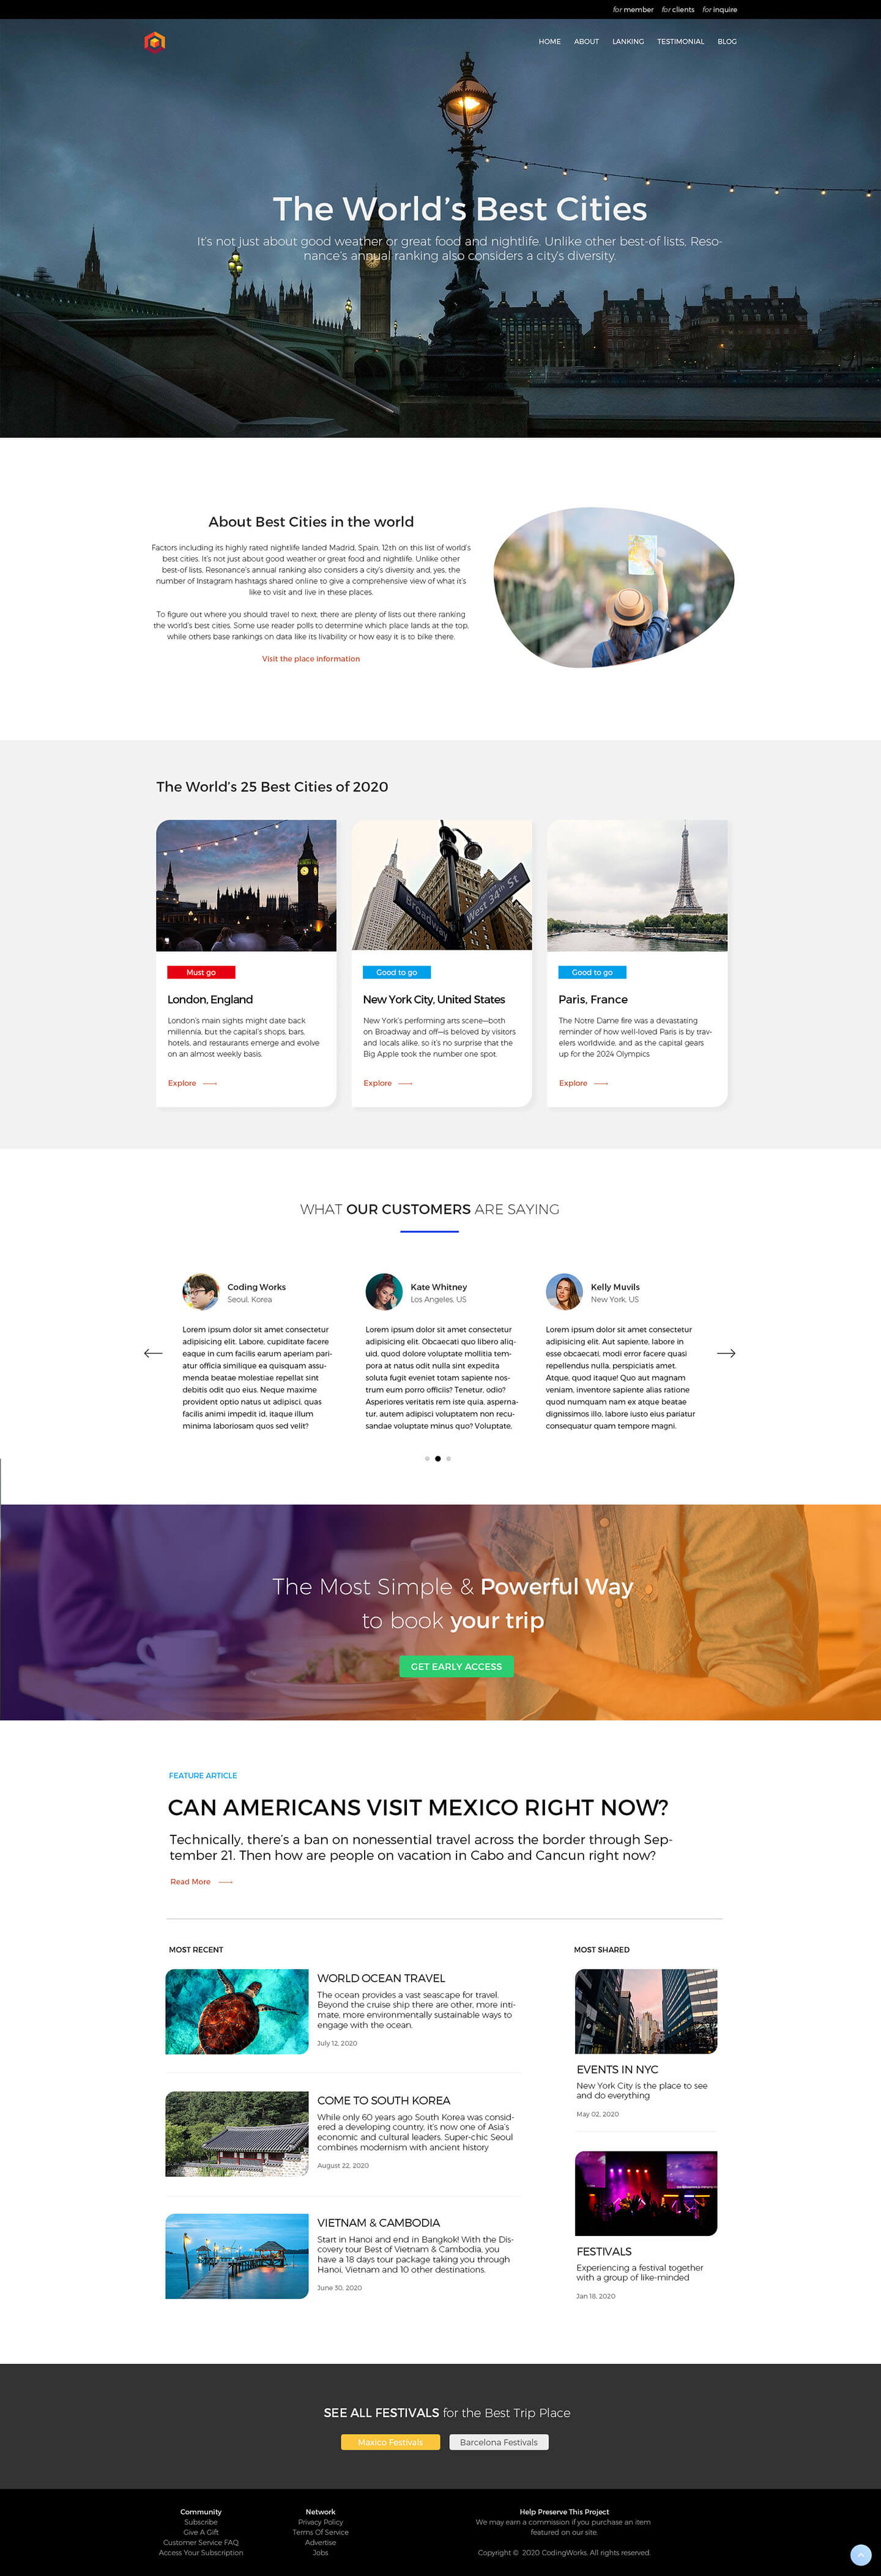 for member for clients for inquire
HOME ABOUT LANKING TESTIMONIAL BLOG
The World's Best Cities
It's not just about good weather or great food and nightlife. Unlike other best-of lists, Reso-
nance's annual ranking also considers a city's diversity.
About Best Cities in the world
Factors including its highly rated nightlife landed Madrid, Spain, 12th on this list of world's
best cities. It's not just about good weather or great food and nightlife. Unlike other
best-of lists, Resonance's annual ranking also considers a city's diversity and, yes, the
number of Instagram hashtags shared online to give a comprehensive view of what it's
like to visit and live in these places.
To figure out where you should travel to next, there are plenty of lists out there ranking
the world's best cities. Some use reader polls to determine which place lands at the top,
while others base rankings on data like its livability or how easy it is to bike there.
Visit the place information
The World's 25 Best Cities of 2020
Broadway
West 34th St
Must go
London, England
London's main sights might date back
millennia, but the capital's shops, bars,
hotels, and restaurants emerge and evolve
on an almost weekly basis.
Explore
Good to go
New York City, United States
New York's performing arts scene—both
on Broadway and off—is beloved by visitors
and locals alike, so it's no surprise that the
Big Apple took the number one spot.
Explore
Good to go
Paris, France
The Notre Dame fire was a devastating
reminder of how well-loved Paris is by trav-
elers worldwide, and as the capital gears
up for the 2024 Olympics
Explore
WHAT OUR CUSTOMERS ARE SAYING
Coding Works
Seoul, Korea
Lorem ipsum dolor sit amet consectetur
adipisicing elit. Labore, cupiditate facere
eaque in cum facilis earum aperiam pari-
atur officia similique ea quisquam assu-
menda beatae molestiae repellat sint
debitis odit quo eius. Neque maxime
provident optio natus ut adipisci, quas
facilis animi impedit id, itaque illum
minima laboriosam quos sed velit?
Kate Whitney
Los Angeles, US
Lorem ipsum dolor sit amet consectetur
adipisicing elit. Obcaecati quo libero aliq-
uid, quod dolore voluptate mollitia tem-
pora at natus odit nulla sint expedita
soluta fugit eveniet totam sapiente nos-
trum eum porro officiis? Tenetur, odio?
Asperiores veritatis rem iste quia, asperna-
tur, autem adipisci voluptatem non recu-
sandae voluptate minus quo? Voluptate,
Kelly Muvils
New York, US
Lorem ipsum dolor sit amet consectetur
adipisicing elit. Aut sapiente, labore in
esse obcaecati, modi error facere quasi
repellendus nulla, perspiciatis amet.
Atque, quod itaque! Quo aut magnam
veniam, inventore sapiente alias ratione
quod numquam nam ex atque beatae
dignissimos illo, labore iusto eius pariatur
consequatur quam tempore magni.
The Most Simple & Powerful Way
to book your trip
GET EARLY ACCESS
FEATURE ARTICLE
CAN AMERICANS VISIT MEXICO RIGHT NOW?
Technically, there's a ban on nonessential travel across the border through Sep-
tember 21. Then how are people on vacation in Cabo and Cancun right now?
Read More
MOST RECENT
WORLD OCEAN TRAVEL
The ocean provides a vast seascape for travel.
Beyond the cruise ship there are other, more inti-
mate, more environmentally sustainable ways to
engage with the ocean.
July 12, 2020
COME TO SOUTH KOREA
While only 60 years ago South Korea was consid-
ered a developing country, it's now one of Asia's
economic and cultural leaders. Super-chic Seoul
combines modernism with ancient history
August 22, 2020
VIETNAM & CAMBODIA
Start in Hanoi and end in Bangkok! With the Dis-
covery tour Best of Vietnam & Cambodia, you
have a 18 days tour package taking you through
Hanoi, Vietnam and 10 other destinations.
June 30, 2020
MOST SHARED
EVENTS IN NYC
New York City is the place to see
and do everything
May 02, 2020
FESTIVALS
Experiencing a festival together
with a group of like-minded
Jan 18, 2020
SEE ALL FESTIVALS for the Best Trip Place
Maxico Festivals
Barcelona Festivals
Community
Subscribe
Give A Gift
Customer Service FAQ
Access Your Subscription
Network
Privacy Policy
Terms Of Service
Advertise
Jobs
Help Preserve This Project
We may earn a commission if you purchase an item
featured on our site.
Copyright © 2020 CodingWorks. All rights reserved.